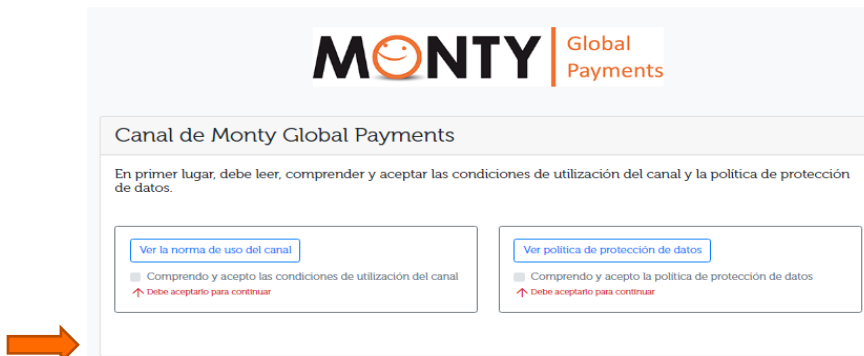 MONTY Global Payments
Canal de Monty Global Payments
En primer lugar, debe leer, comprender y aceptar las condiciones de utilización del canal y la política de protección
de datos.
Ver la norma de uso del canal
Comprendo y acepto las condiciones de utilización del canal
Debe aceptarlo para continuar
Ver política de protección de datos
Comprendo y acepto la política de protección de datos
Debe aceptarlo para continuar